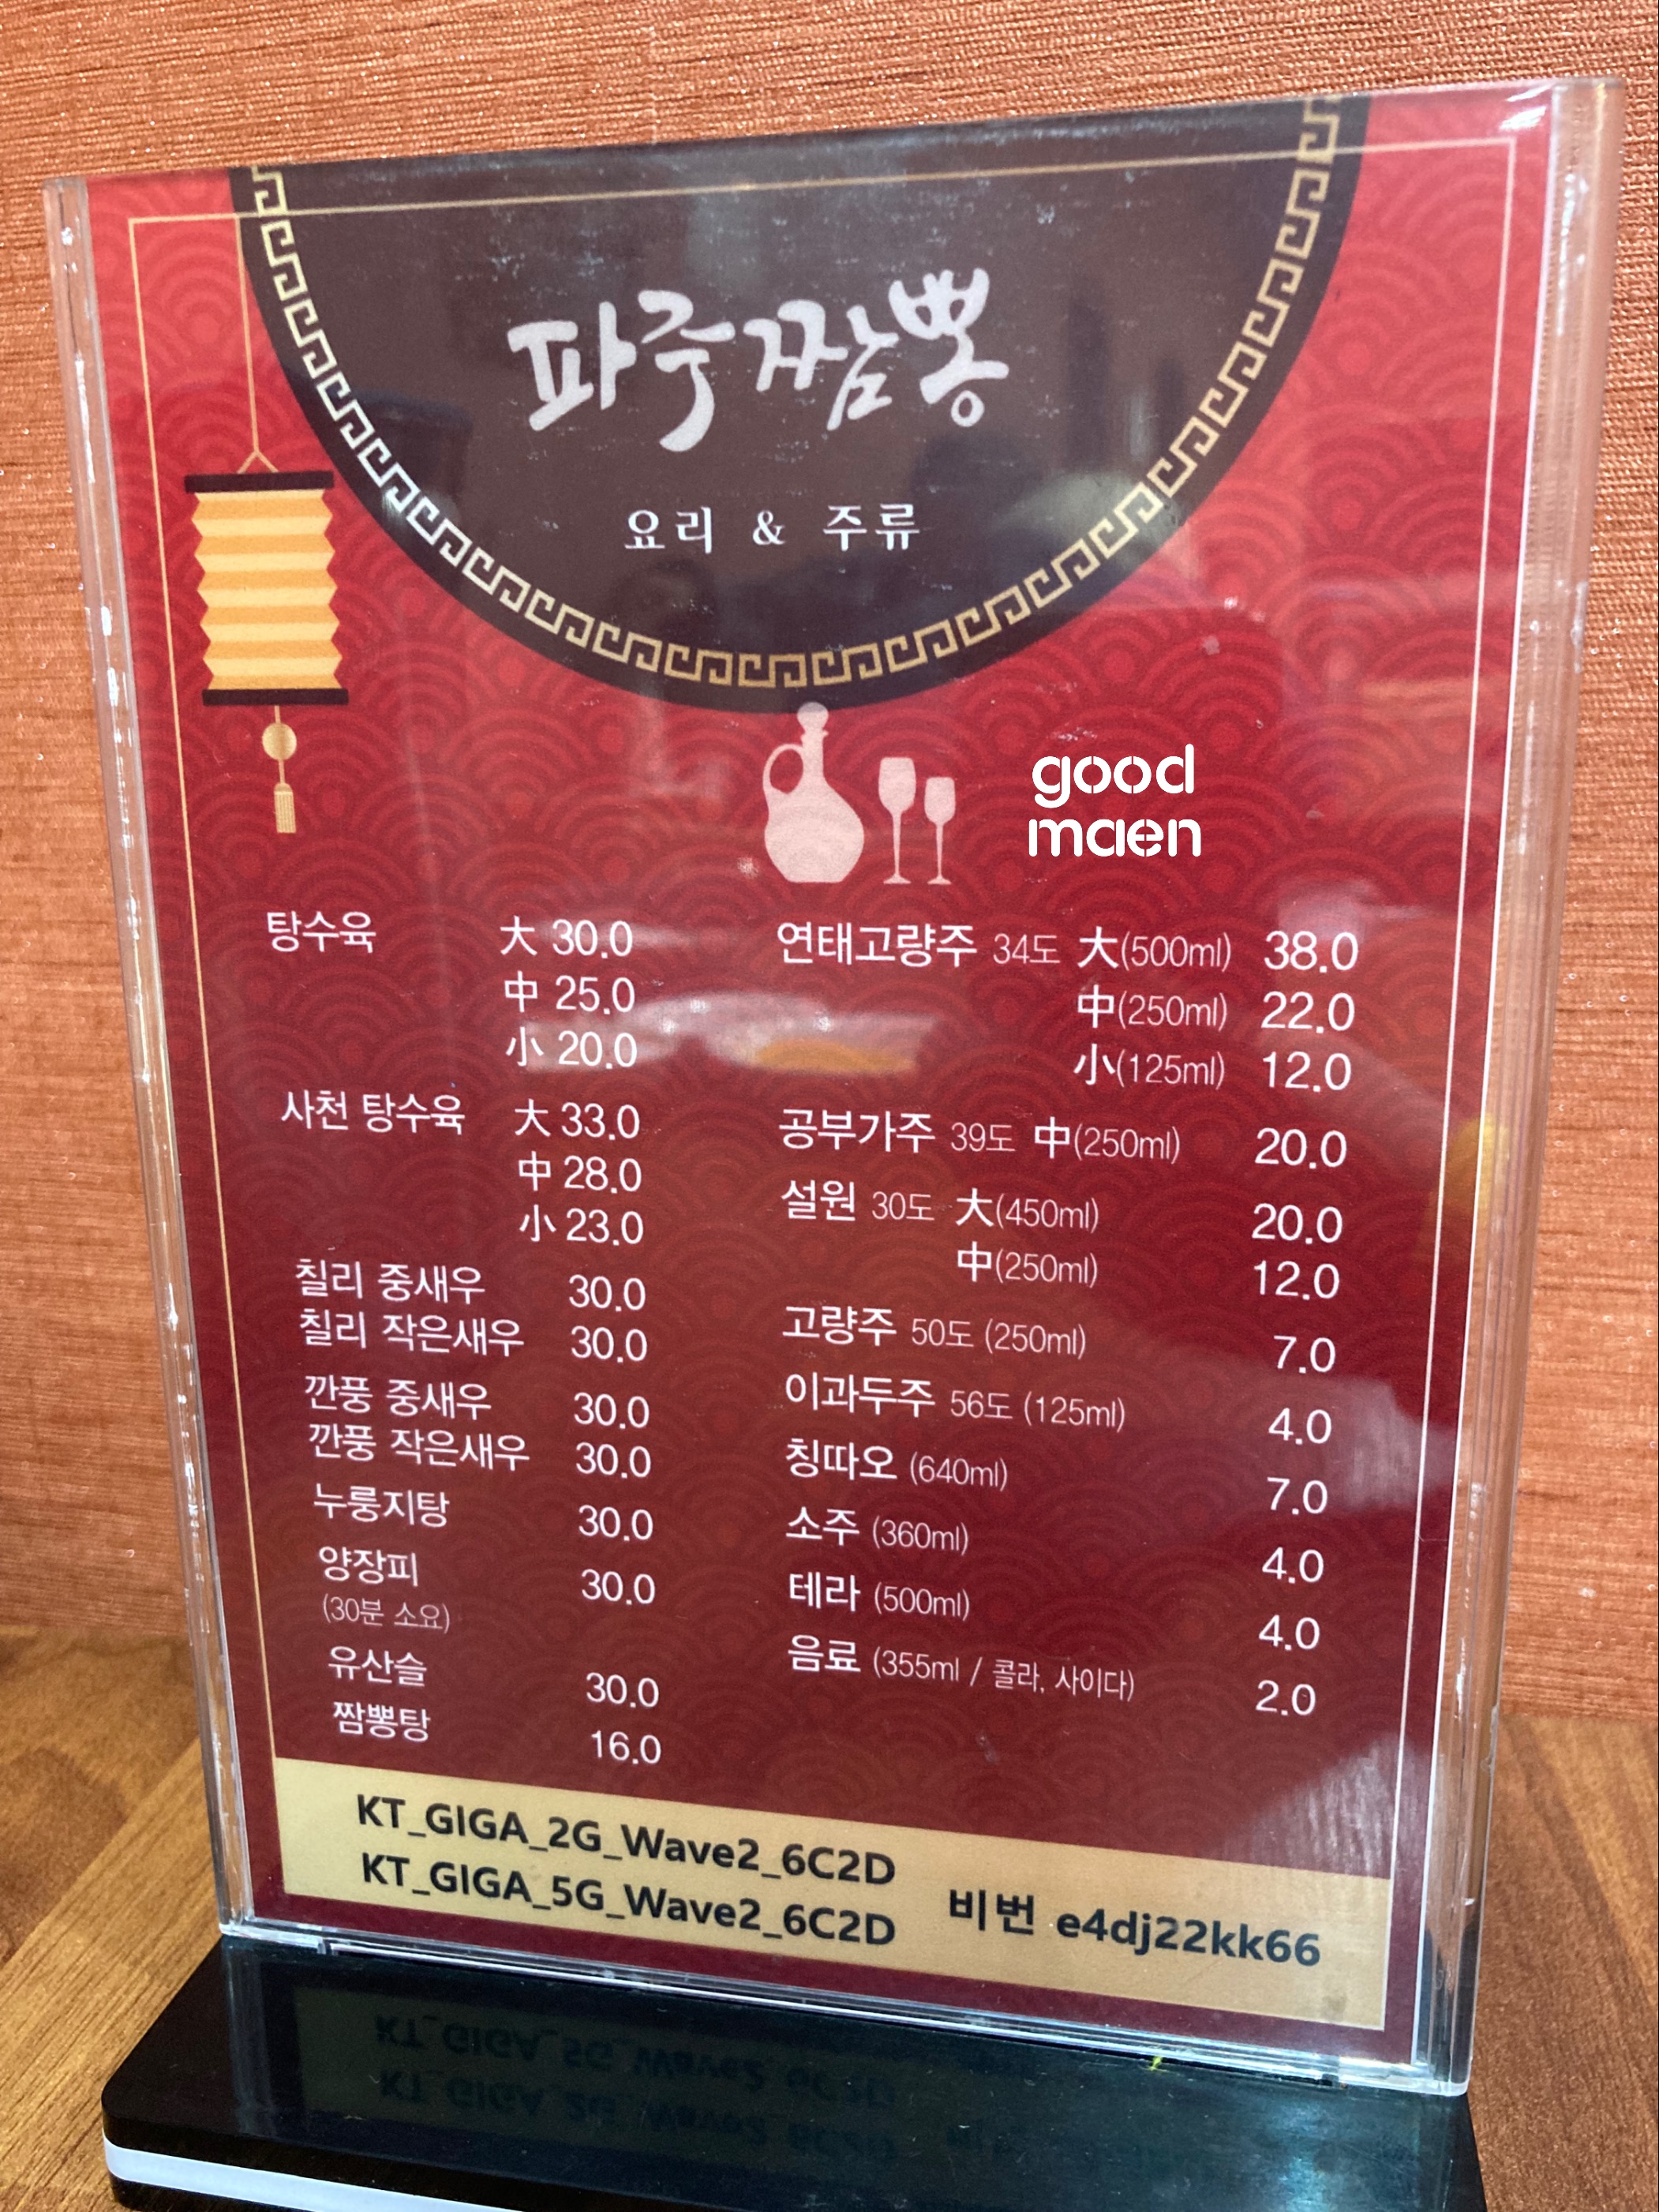 파주짬뽕
요리 & 주류
good
maen
탕수육 大 30.0
中 25.0
小 20.0
사천 탕수육 大 33.0
中 28.0
小 23.0
칠리 중새우 30.0
칠리 작은새우 30.0
깐풍 중새우 30.0
깐풍 작은새우 30.0
누룽지탕 30.0
양장피 30.0
(30분 소요)
유산슬 30.0
짬뽕탕 16.0
연태고량주 34도 大(500ml) 38.0
中(250ml) 22.0
小(125ml) 12.0
공부가주 39도 中(250ml) 20.0
설원 30도 大(450ml) 20.0
中(250ml) 12.0
고량주 50도 (250ml) 7.0
이과두주 56도 (125ml) 4.0
칭따오 (640ml) 7.0
소주 (360ml) 4.0
테라 (500ml) 4.0
음료 (355ml / 콜라, 사이다) 2.0
KT_GIGA_2G_Wave2_6C2D
KT_GIGA_5G_Wave2_6C2D
비번 e4dj22kk66